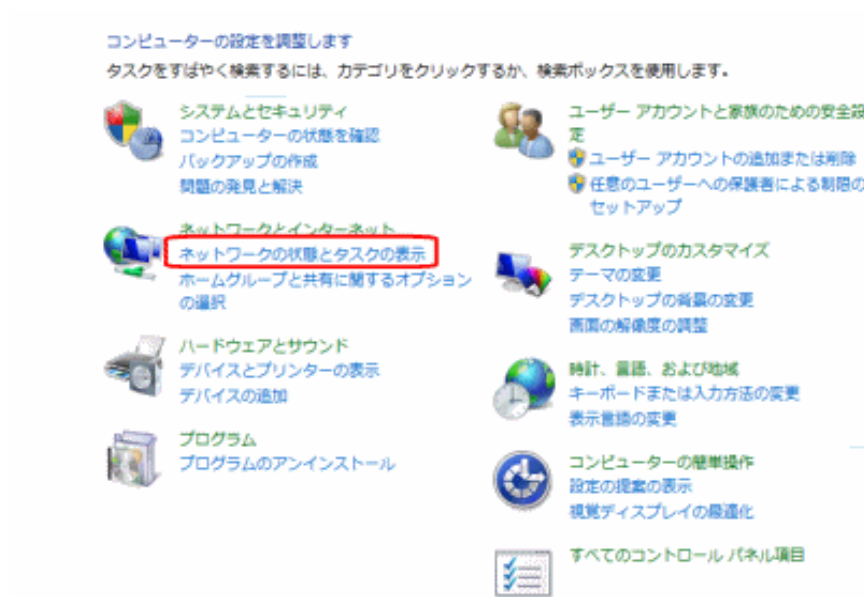 コンピューターの設定を調整します
タスクをすばやく検索するには、カテゴリをクリックするか、検索ボックスを使用します。
システムとセキュリティ
コンピューターの状態を確認
バックアップの作成
問題の発見と解決
ネットワークとインターネット
ネットワークの状態とタスクの表示
ホームグループと共有に関するオプション
の選択
ハードウェアとサウンド
デバイスとプリンターの表示
デバイスの追加
プログラム
プログラムのアンインストール
ユーザー アカウントと家族のための安全設
定
ユーザー アカウントの追加または削除
任意のユーザーへの保護者による制限の
セットアップ
デスクトップのカスタマイズ
テーマの変更
デスクトップの背景の変更
画面の解像度の調整
時計、言語、および地域
キーボードまたは入力方法の変更
表示言語の変更
コンピューターの簡単操作
設定の提案の表示
視覚ディスプレイの最適化
すべてのコントロール パネル項目